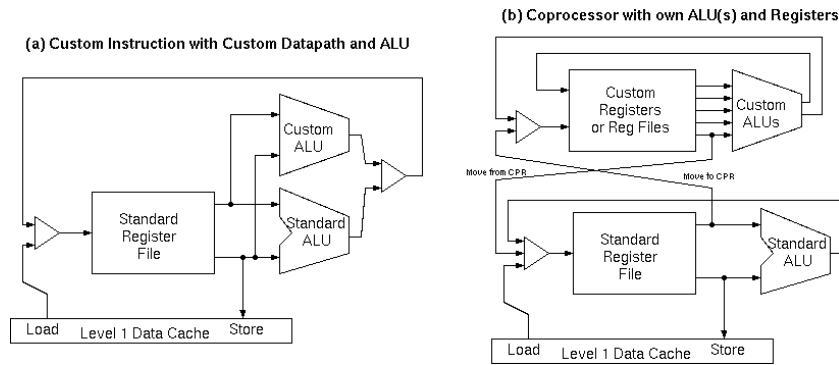 (a) Custom Instruction with Custom Datapath and ALU
Custom
ALU
Standard
Register
File
Standard
ALU
Load
Level 1 Data Cache
Store
(b) Coprocessor with own ALU(s) and Registers
Custom
Registers
or Reg Files
Custom
ALUs
Move from CPR
Move to CPR
Standard
Register
File
Standard
ALU
Load
Level 1 Data Cache
Store